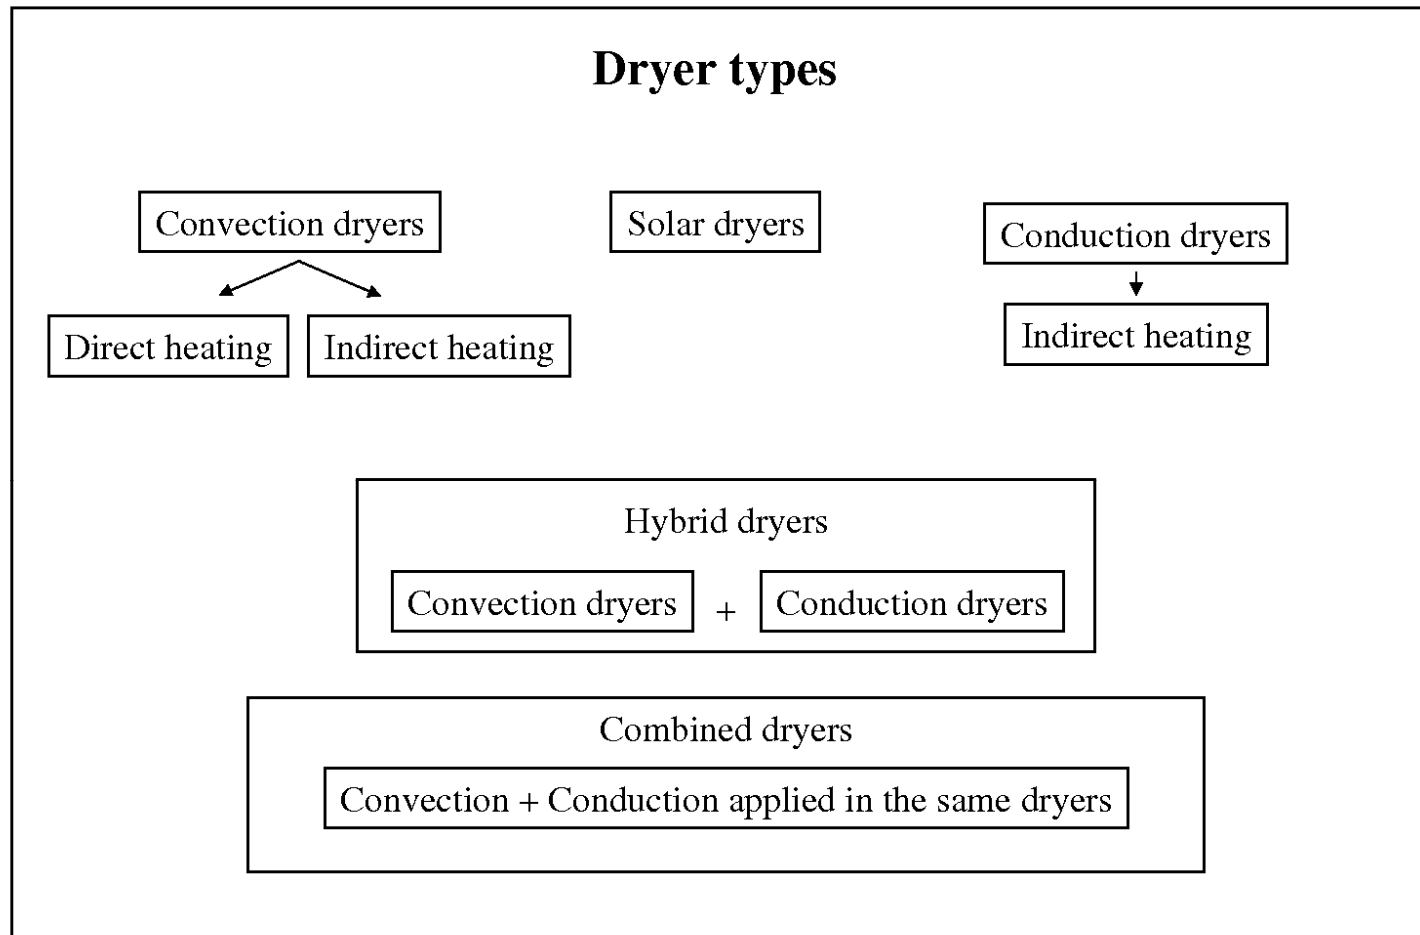 Dryer types
Convection dryers
Solar dryers
Conduction dryers
Direct heating
Indirect heating
Indirect heating
Hybrid dryers
Convection dryers + Conduction dryers
Combined dryers
Convection + Conduction applied in the same dryers